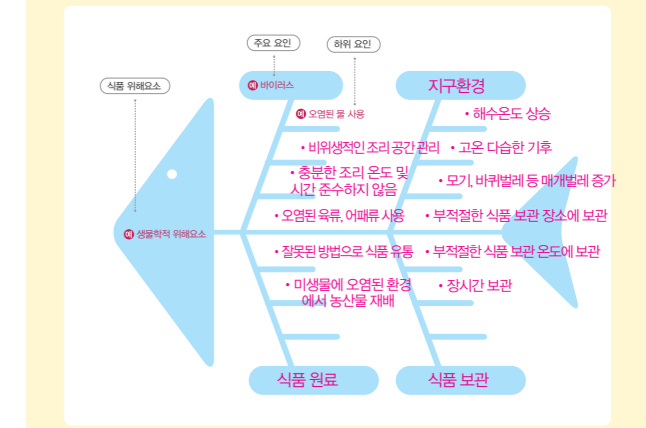 주요 요인
하위 요인
식품 위해요소
예 바이러스
지구환경
예 오염된 물 사용
• 해수온도 상승
• 비위생적인 조리 공간 관리
• 고온 다습한 기후
• 충분한 조리 온도 및
시간 준수하지 않음
• 모기, 바퀴벌레 등 매개벌레 증가
• 오염된 육류, 어패류 사용
• 부적절한 식품 보관 장소에 보관
예 생물학적 위해요소
• 잘못된 방법으로 식품 유통
• 부적절한 식품 보관 온도에 보관
• 미생물에 오염된 환경
에서 농산물 재배
• 장시간 보관
식품 원료
식품 보관